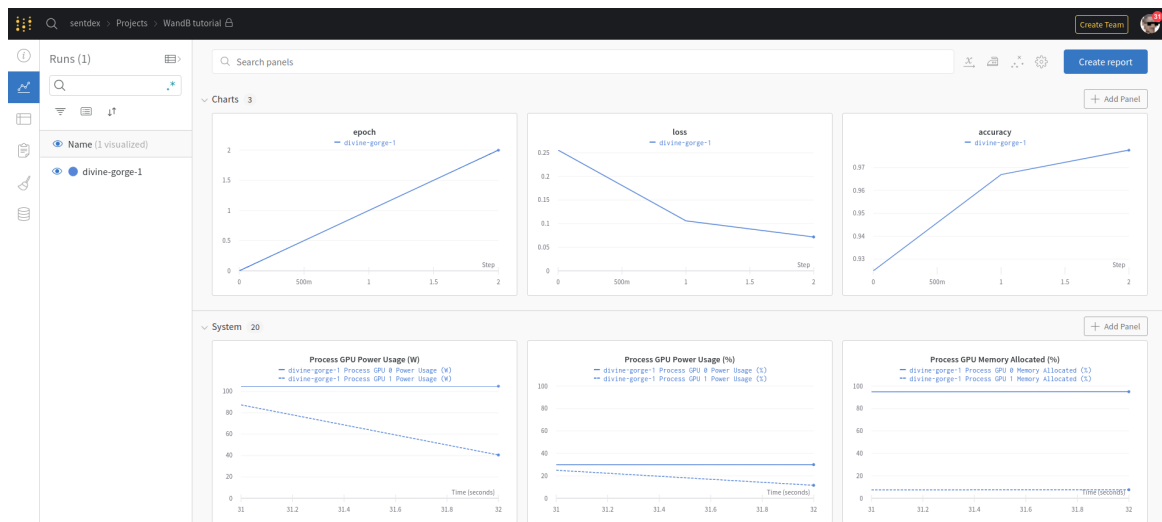 sentdex > Projects > WandB tutorial
Create Team
31
Runs (1)
Search panels
Create report
.*
Charts 3
+ Add Panel
Name (1 visualized)
divine-gorge-1
epoch
divine-gorge-1
2
1.5
1
0.5
0
Step
0 500m 1 1.5 2
loss
divine-gorge-1
0.25
0.2
0.15
0.1
0.05
0
Step
0 500m 1 1.5 2
accuracy
divine-gorge-1
0.97
0.96
0.95
0.94
0.93
Step
0 500m 1 1.5 2
System 20
+ Add Panel
Process GPU Power Usage (W)
divine-gorge-1 Process GPU 0 Power Usage (W)
divine-gorge-1 Process GPU 1 Power Usage (W)
100
80
60
40
20
0
Time (seconds)
31 31.2 31.4 31.6 31.8 32
Process GPU Power Usage (%)
divine-gorge-1 Process GPU 0 Power Usage (%)
divine-gorge-1 Process GPU 1 Power Usage (%)
100
80
60
40
20
0
Time (seconds)
31 31.2 31.4 31.6 31.8 32
Process GPU Memory Allocated (%)
divine-gorge-1 Process GPU 0 Memory Allocated (%)
divine-gorge-1 Process GPU 1 Memory Allocated (%)
100
80
60
40
20
0
Time (seconds)
31 31.2 31.4 31.6 31.8 32